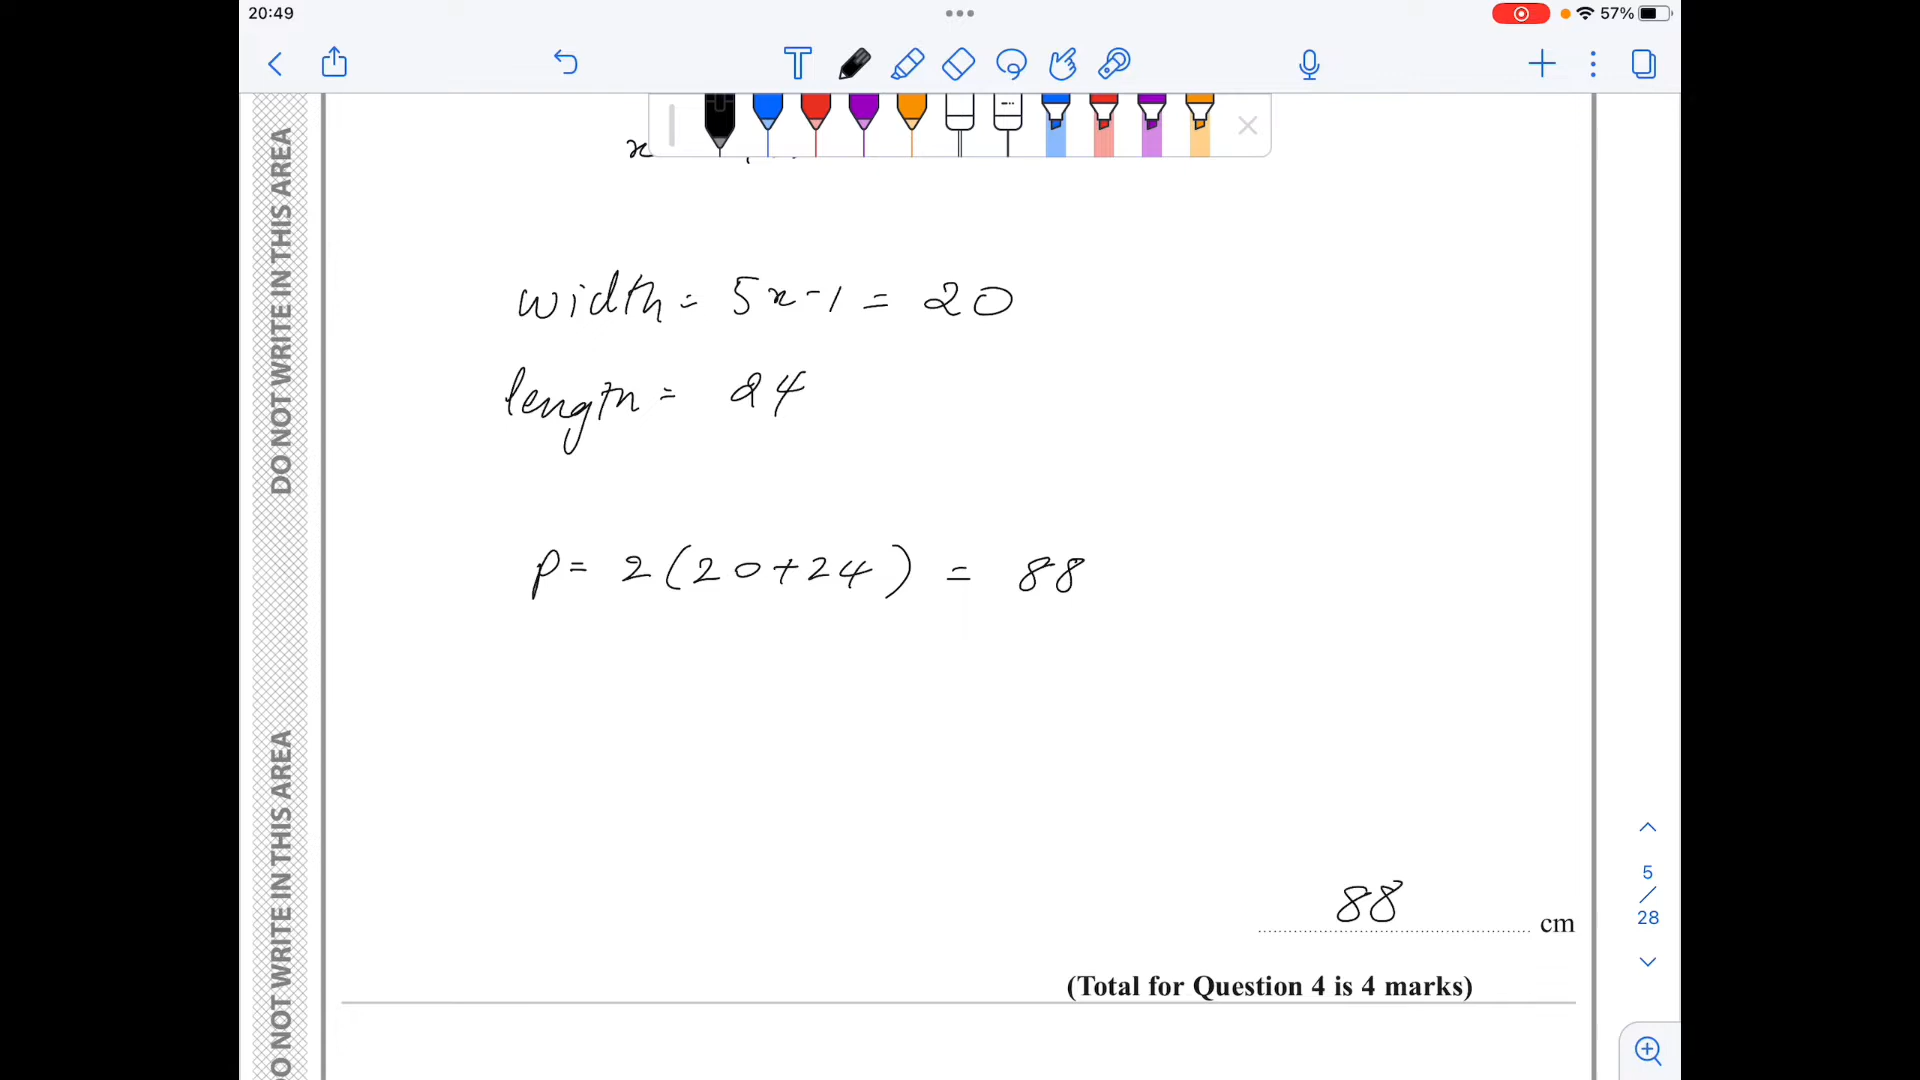 20:49
57%
DO NOT WRITE IN THIS AREA
x
width = 5x-1 = 20
length = 24
P = 2(20+24) = 88
DO NOT WRITE IN THIS AREA
5
/
28
88 cm
(Total for Question 4 is 4 marks)